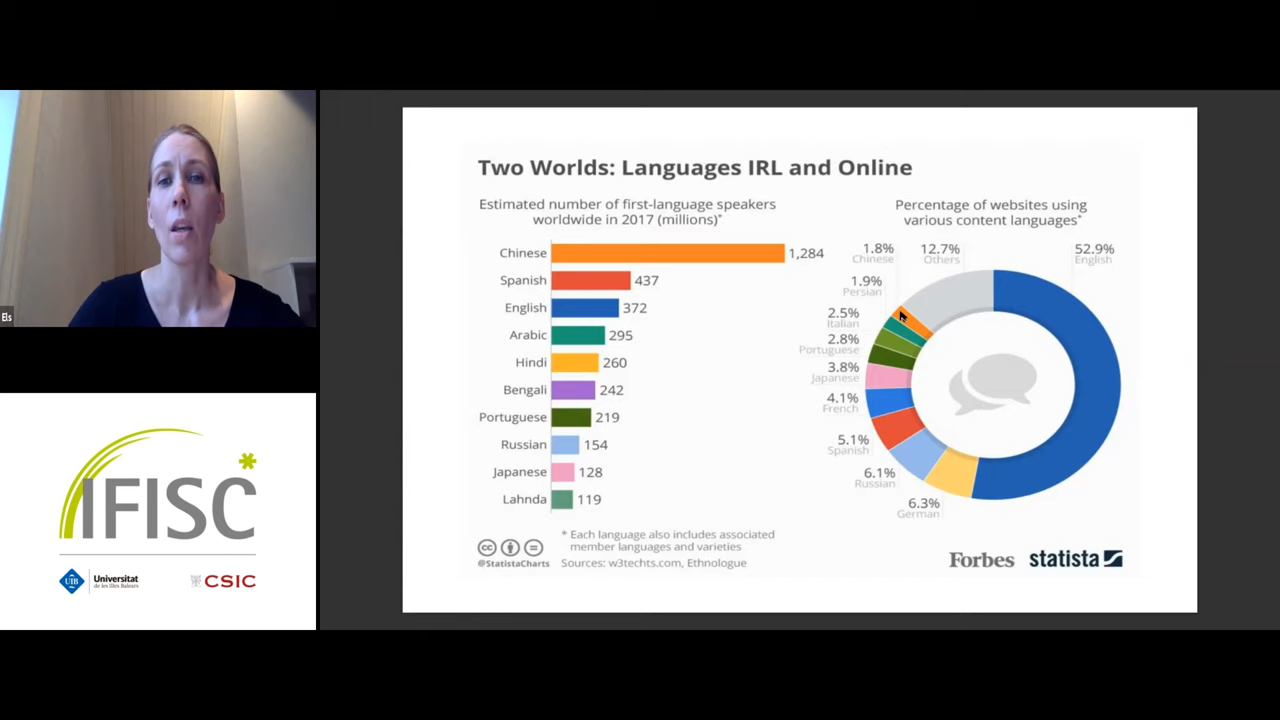 Els
IFISC
UIB
Universitat
de les Illes Balears
CSIC
Two Worlds: Languages IRL and Online
Estimated number of first-language speakers
worldwide in 2017 (millions)*
Chinese 1,284
Spanish 437
English 372
Arabic 295
Hindi 260
Bengali 242
Portuguese 219
Russian 154
Japanese 128
Lahnda 119
* Each language also includes associated
member languages and varieties
@StatistaCharts Sources: w3techts.com, Ethnologue
Percentage of websites using
various content languages*
1.8%
Chinese
12.7%
Others
52.9%
English
1.9%
Persian
2.5%
Italian
2.8%
Portuguese
3.8%
Japanese
4.1%
French
5.1%
Spanish
6.1%
Russian
6.3%
German
Forbes statista